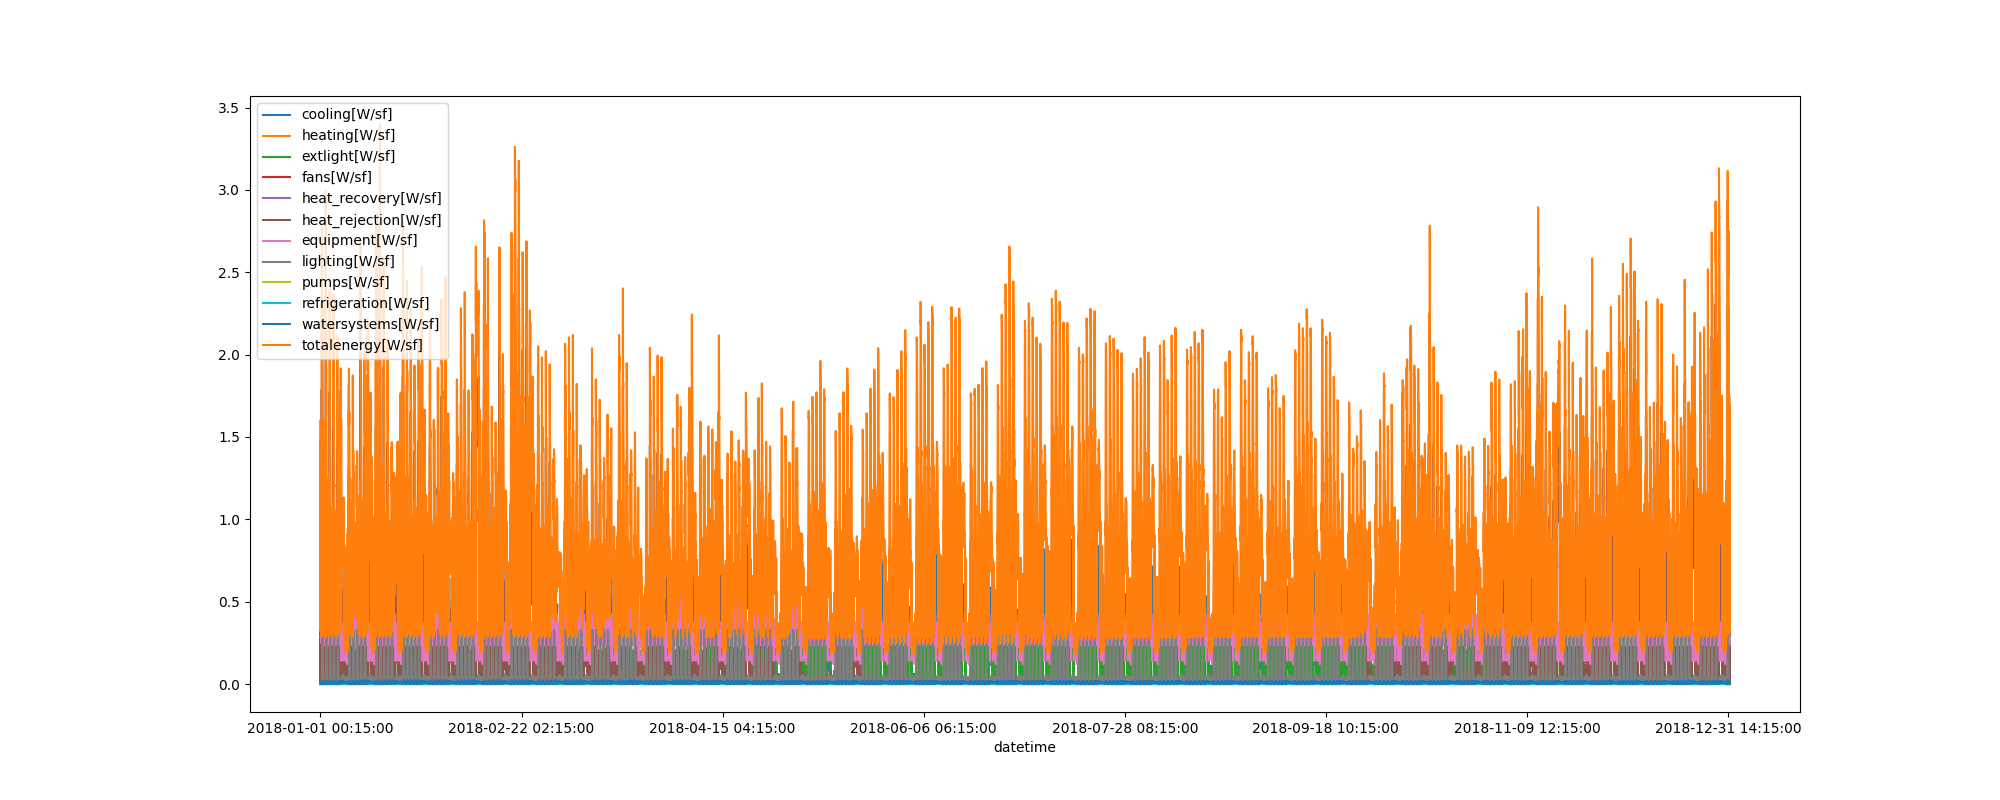 3.5
3.0
2.5
2.0
1.5
1.0
0.5
0.0
cooling[W/sf]
heating[W/sf]
extlight[W/sf]
fans[W/sf]
heat_recovery[W/sf]
heat_rejection[W/sf]
equipment[W/sf]
lighting[W/sf]
pumps[W/sf]
refrigeration[W/sf]
watersystems[W/sf]
totalenergy[W/sf]
2018-01-01 00:15:00 2018-02-22 02:15:00 2018-04-15 04:15:00 2018-06-06 06:15:00 2018-07-28 08:15:00 2018-09-18 10:15:00 2018-11-09 12:15:00 2018-12-31 14:15:00
datetime